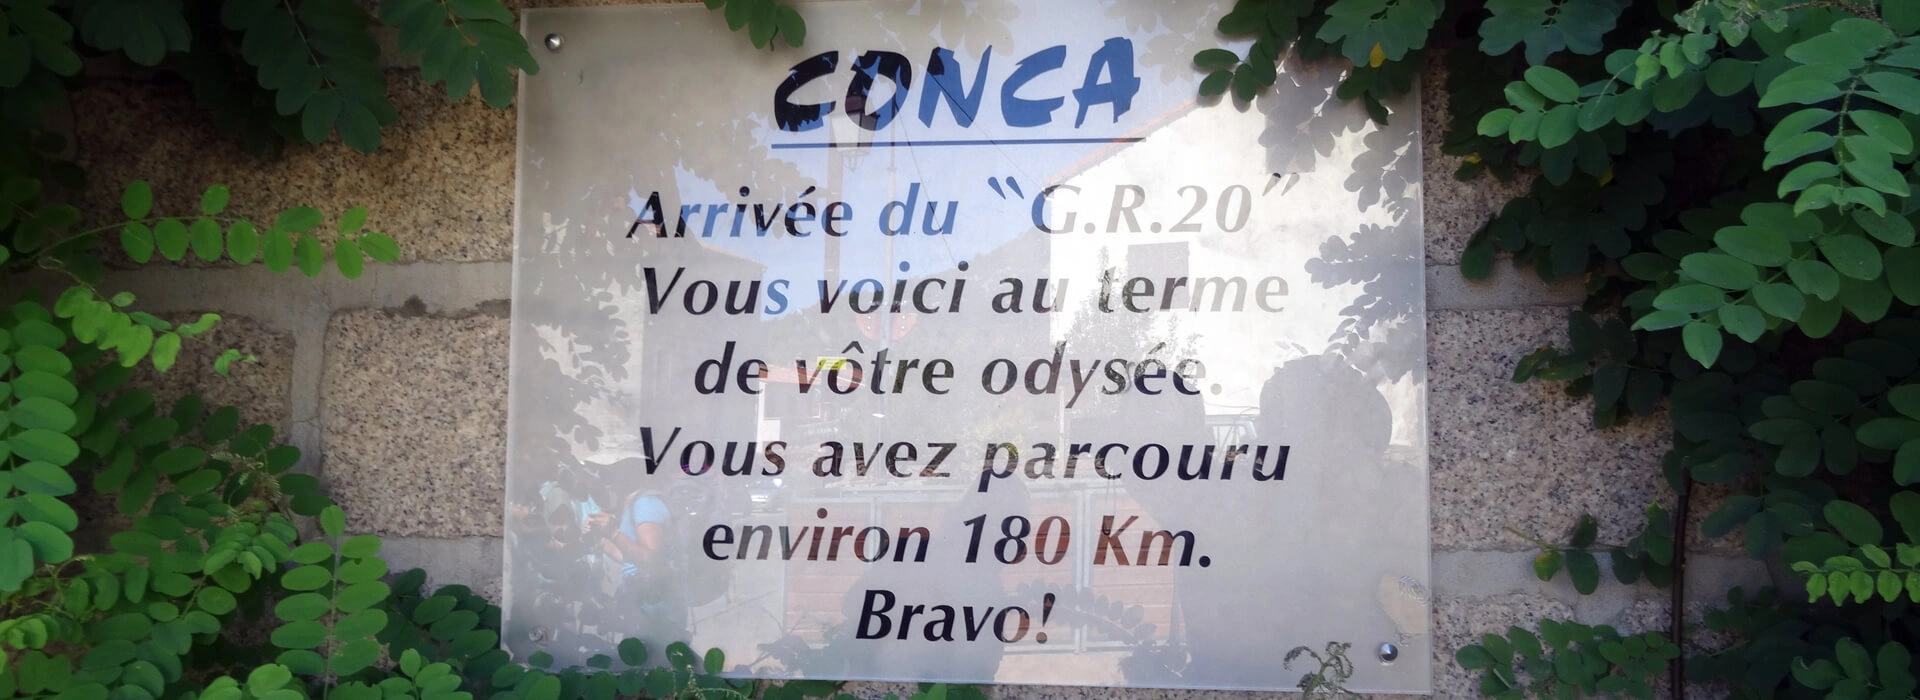 CONCA
Arrivée du "G.R.20"
Vous voici au terme
de vôtre odysée.
Vous avez parcouru
environ 180 Km.
Bravo!